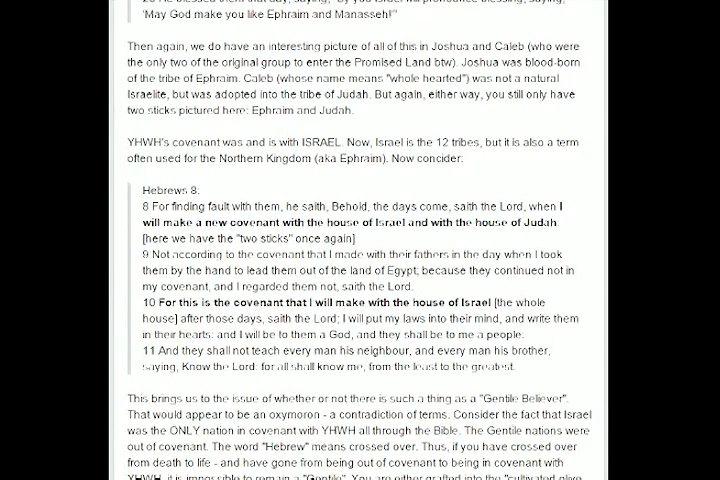 'May God make you like Ephraim and Manasseh!'"
Then again, we do have an interesting picture of all of this in Joshua and Caleb (who were
the only two of the original group to enter the Promised Land btw). Joshua was blood-born
of the tribe of Ephraim. Caleb (whose name means "whole hearted") was not a natural
Israelite, but was adopted into the tribe of Judah. But again, either way, you still only have
two sticks pictured here: Ephraim and Judah.
YHWH's covenant was and is with ISRAEL. Now, Israel is the 12 tribes, but it is also a term
often used for the Northern Kingdom (aka Ephraim). Now concider:
Hebrews 8:
8 For finding fault with them, he saith, Behold, the days come, saith the Lord, when I
will make a new covenant with the house of Israel and with the house of Judah:
[here we have the "two sticks" once again]
9 Not according to the covenant that I made with their fathers in the day when I took
them by the hand to lead them out of the land of Egypt; because they continued not in
my covenant, and I regarded them not, saith the Lord.
10 For this is the covenant that I will make with the house of Israel [the whole
house] after those days, saith the Lord; I will put my laws into their mind, and write them
in their hearts: and I will be to them a God, and they shall be to me a people:
11 And they shall not teach every man his neighbour, and every man his brother,
saying, Know the Lord: for all shall know me, from the least to the greatest.
This brings us to the issue of whether or not there is such a thing as a "Gentile Believer".
That would appear to be an oxymoron - a contradiction of terms. Consider the fact that Israel
was the ONLY nation in covenant with YHWH all through the Bible. The Gentile nations were
out of covenant. The word "Hebrew" means crossed over. Thus, if you have crossed over
from death to life - and have gone from being out of covenant to being in covenant with
YHWH, it is impossible to remain a "Gentile". You are either grafted into the "cultivated olive